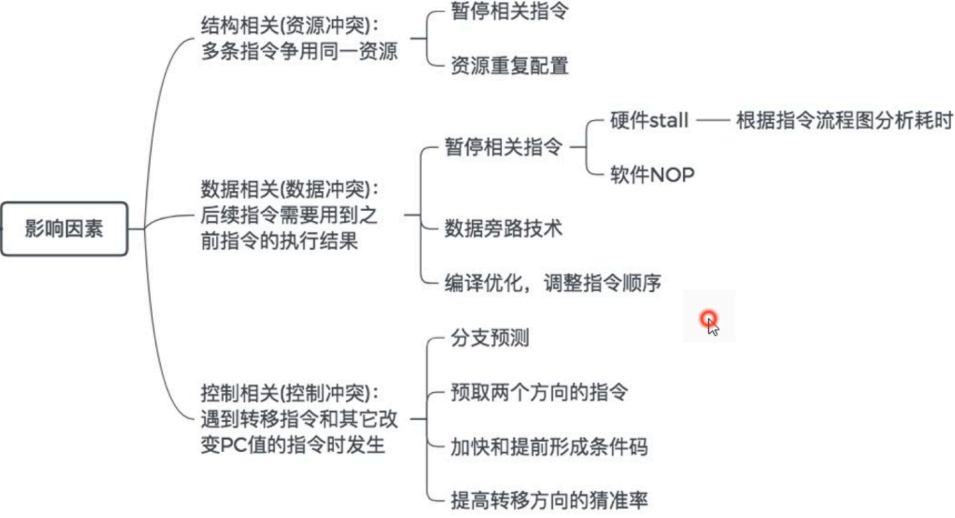 影响因素
结构相关(资源冲突)：
多条指令争用同一资源
暂停相关指令
资源重复配置
数据相关(数据冲突)：
后续指令需要用到之
前指令的执行结果
暂停相关指令
硬件stall
根据指令流程图分析耗时
软件NOP
数据旁路技术
编译优化，调整指令顺序
控制相关(控制冲突)：
遇到转移指令和其它改
变PC值的指令时发生
分支预测
预取两个方向的指令
加快和提前形成条件码
提高转移方向的猜准率